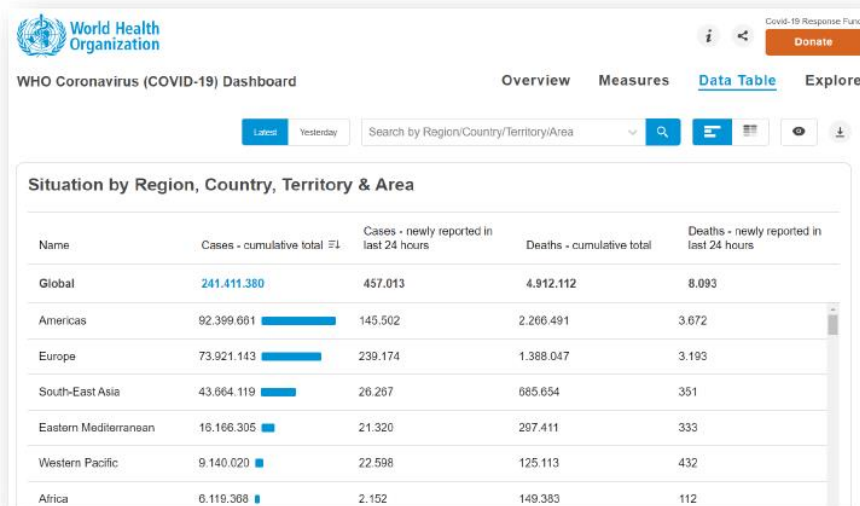 World Health
Organization
i
Covid-19 Response Fund
Donate
WHO Coronavirus (COVID-19) Dashboard
Overview Measures Data Table Explore
Latest Yesterday Search by Region/Country/Territory/Area
Situation by Region, Country, Territory & Area
Name Cases - cumulative total Cases - newly reported in last 24 hours Deaths - cumulative total Deaths - newly reported in last 24 hours
Global 241.411.380 457.013 4.912.112 8.093
Americas 92.399.661 145.502 2.266.491 3.672
Europe 73.921.143 239.174 1.388.047 3.193
South-East Asia 43.664.119 26.267 685.654 351
Eastern Mediterranean 16.166.305 21.320 297.411 333
Western Pacific 9.140.020 22.598 125.113 432
Africa 6.119.368 2.152 149.383 112